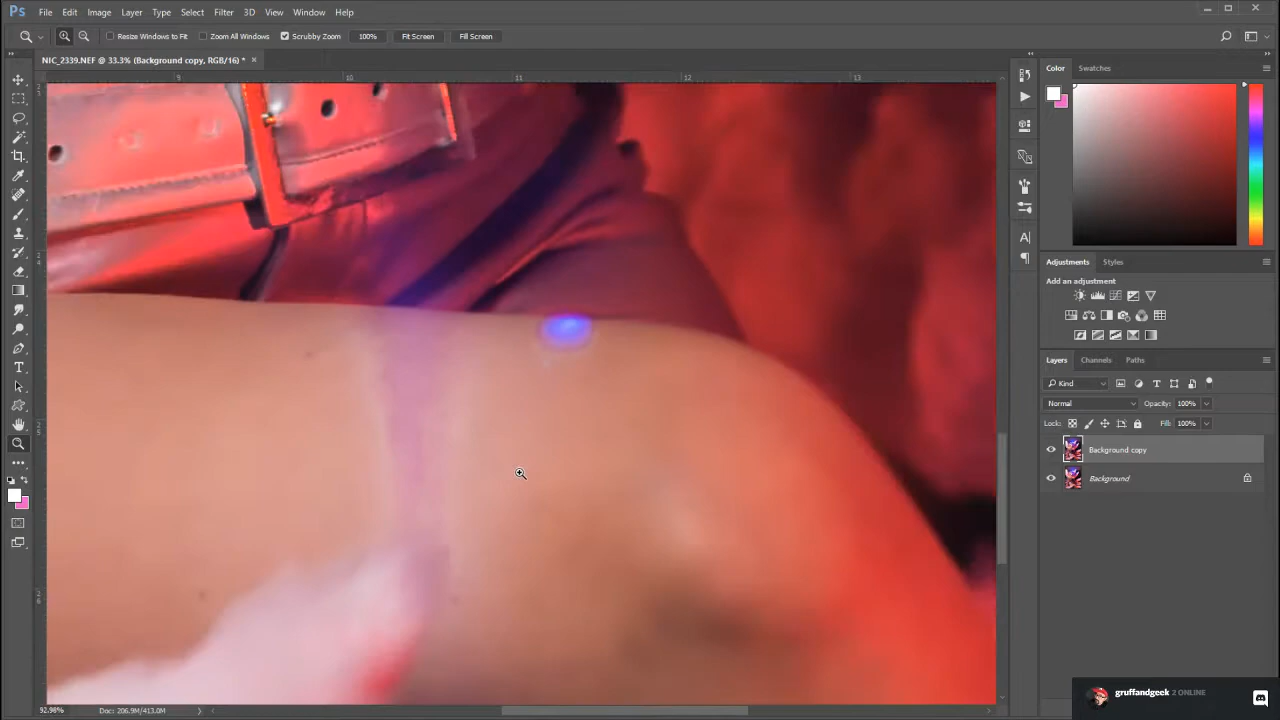 Ps File Edit Image Layer Type Select Filter 3D View Window Help
Resize Windows to Fit Zoom All Windows Scrubby Zoom 100% Fit Screen Fill Screen
NIC_2339.NEF @ 33.3% (Background copy, RGB/16) * ×
9 10 11 12 13
Color Swatches
Adjustments Styles
Add an adjustment
Layers Channels Paths
Kind
Normal Opacity: 100%
Lock: Fill: 100%
Background copy
Background
92.98% Doc: 206.9M/413.0M
gruffandgeek 2 ONLINE